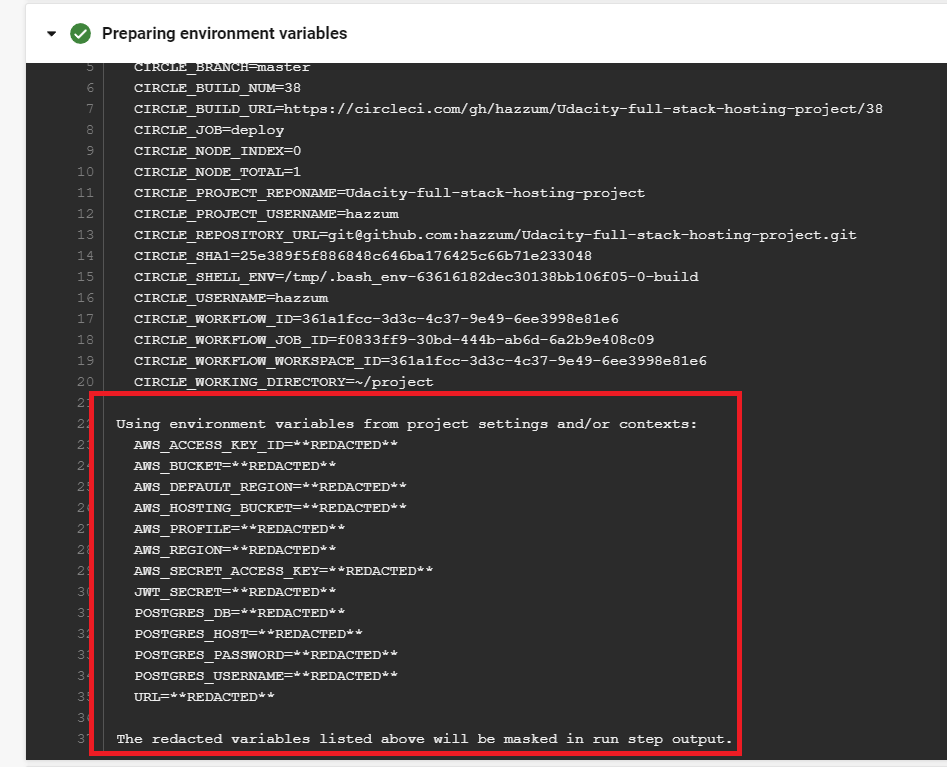 Preparing environment variables
5 CIRCLE_BRANCH=master
6 CIRCLE_BUILD_NUM=38
7 CIRCLE_BUILD_URL=https://circleci.com/gh/hazzum/Udacity-full-stack-hosting-project/38
8 CIRCLE_JOB=deploy
9 CIRCLE_NODE_INDEX=0
10 CIRCLE_NODE_TOTAL=1
11 CIRCLE_PROJECT_REPONAME=Udacity-full-stack-hosting-project
12 CIRCLE_PROJECT_USERNAME=hazzum
13 CIRCLE_REPOSITORY_URL=git@github.com:hazzum/Udacity-full-stack-hosting-project.git
14 CIRCLE_SHA1=25e389f5f886848c646ba176425c66b71e233048
15 CIRCLE_SHELL_ENV=/tmp/.bash_env-63616182dec30138bb106f05-0-build
16 CIRCLE_USERNAME=hazzum
17 CIRCLE_WORKFLOW_ID=361a1fcc-3d3c-4c37-9e49-6ee3998e81e6
18 CIRCLE_WORKFLOW_JOB_ID=f0833ff9-30bd-444b-ab6d-6a2b9e408c09
19 CIRCLE_WORKFLOW_WORKSPACE_ID=361a1fcc-3d3c-4c37-9e49-6ee3998e81e6
20 CIRCLE_WORKING_DIRECTORY=~/project
21
22 Using environment variables from project settings and/or contexts:
23 AWS_ACCESS_KEY_ID=**REDACTED**
24 AWS_BUCKET=**REDACTED**
25 AWS_DEFAULT_REGION=**REDACTED**
26 AWS_HOSTING_BUCKET=**REDACTED**
27 AWS_PROFILE=**REDACTED**
28 AWS_REGION=**REDACTED**
29 AWS_SECRET_ACCESS_KEY=**REDACTED**
30 JWT_SECRET=**REDACTED**
31 POSTGRES_DB=**REDACTED**
32 POSTGRES_HOST=**REDACTED**
33 POSTGRES_PASSWORD=**REDACTED**
34 POSTGRES_USERNAME=**REDACTED**
35 URL=**REDACTED**
36
37 The redacted variables listed above will be masked in run step output.